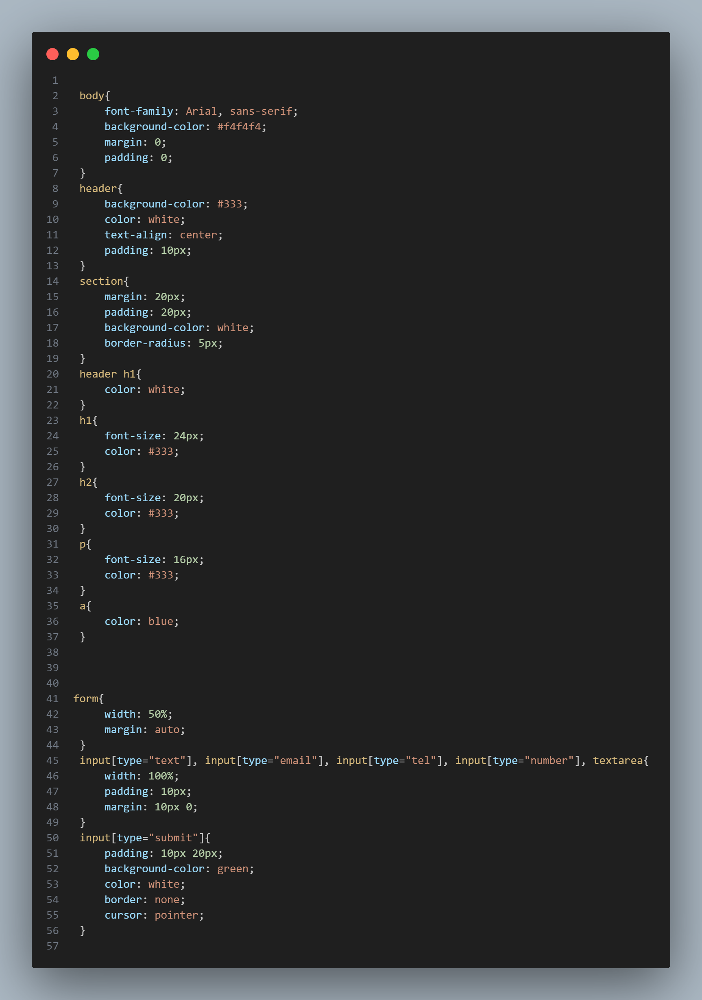 1
2 body{
3 font-family: Arial, sans-serif;
4 background-color: #f4f4f4;
5 margin: 0;
6 padding: 0;
7 }
8 header{
9 background-color: #333;
10 color: white;
11 text-align: center;
12 padding: 10px;
13 }
14 section{
15 margin: 20px;
16 padding: 20px;
17 background-color: white;
18 border-radius: 5px;
19 }
20 header h1{
21 color: white;
22 }
23 h1{
24 font-size: 24px;
25 color: #333;
26 }
27 h2{
28 font-size: 20px;
29 color: #333;
30 }
31 p{
32 font-size: 16px;
33 color: #333;
34 }
35 a{
36 color: blue;
37 }
38
39
40
41 form{
42 width: 50%;
43 margin: auto;
44 }
45 input[type="text"], input[type="email"], input[type="tel"], input[type="number"], textarea{
46 width: 100%;
47 padding: 10px;
48 margin: 10px 0;
49 }
50 input[type="submit"]{
51 padding: 10px 20px;
52 background-color: green;
53 color: white;
54 border: none;
55 cursor: pointer;
56 }
57